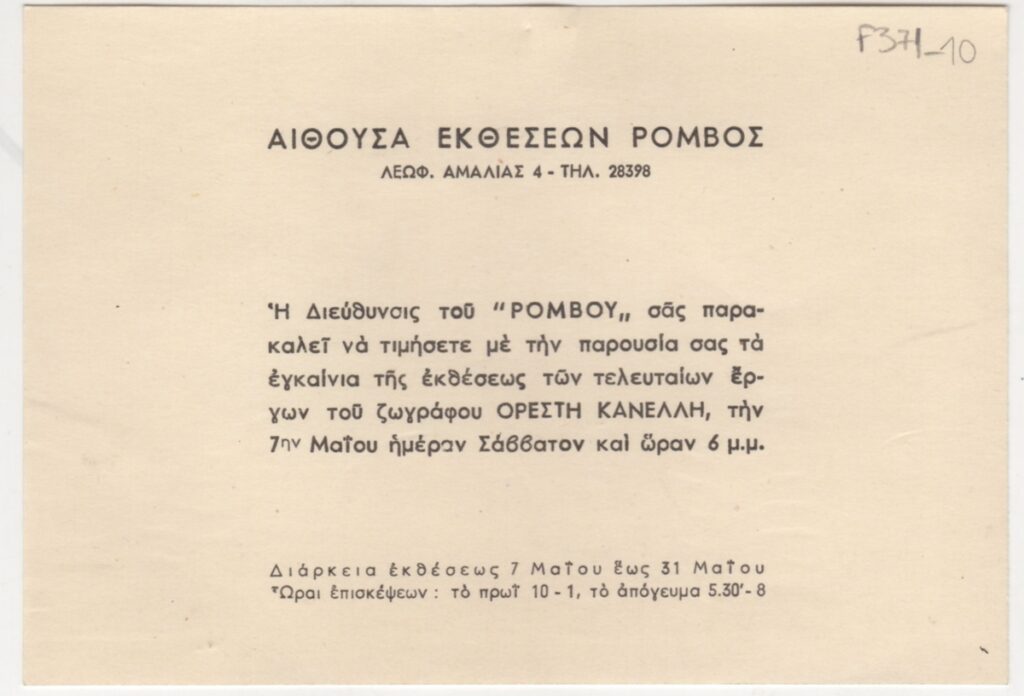 F371-10
ΑΙΘΟΥΣΑ ΕΚΘΕΣΕΩΝ ΡΟΜΒΟΣ
ΛΕΩΦ. ΑΜΑΛΙΑΣ 4 - ΤΗΛ. 28398
Ἡ Διεύθυνσις τοῦ “ΡΟΜΒΟΥ„ σᾶς παρα-
καλεῖ νὰ τιμήσετε μὲ τὴν παρουσία σας τὰ
ἐγκαίνια τῆς ἐκθέσεως τῶν τελευταίων ἔρ-
γων τοῦ ζωγράφου ΟΡΕΣΤΗ ΚΑΝΕΛΛΗ, τὴν
7ην Μαΐου ἡμέραν Σάββατον καὶ ὥραν 6 μ.μ.
Διάρκεια ἐκθέσεως 7 Μαΐου ἕως 31 Μαΐου
Ὧραι ἐπισκέψεων : τὸ πρωῒ 10 - 1, τὸ ἀπόγευμα 5.30′- 8